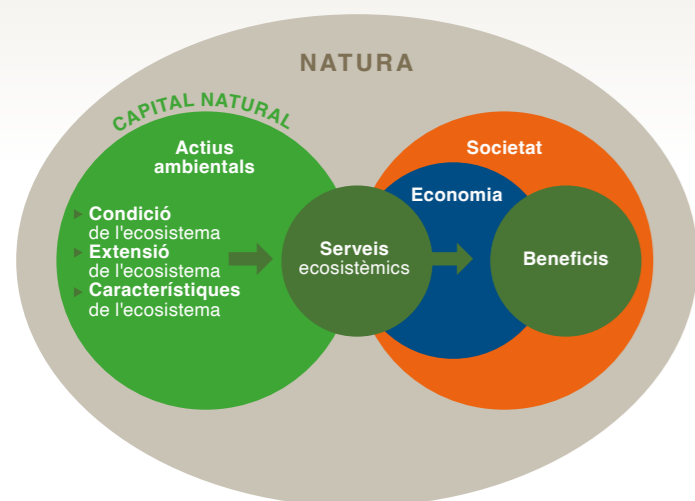 NATURA
CAPITAL NATURAL
Actius
ambientals
Condició
de l'ecosistema
Extensió
de l'ecosistema
Característiques
de l'ecosistema
Serveis
ecosistèmics
Societat
Economia
Beneficis